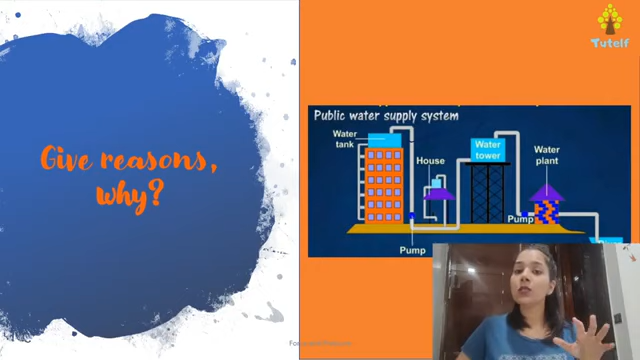 Give reasons,
why?
Tutelf
Public water supply system
Water
tank
House
Water
tower
Water
plant
Pump
Pump